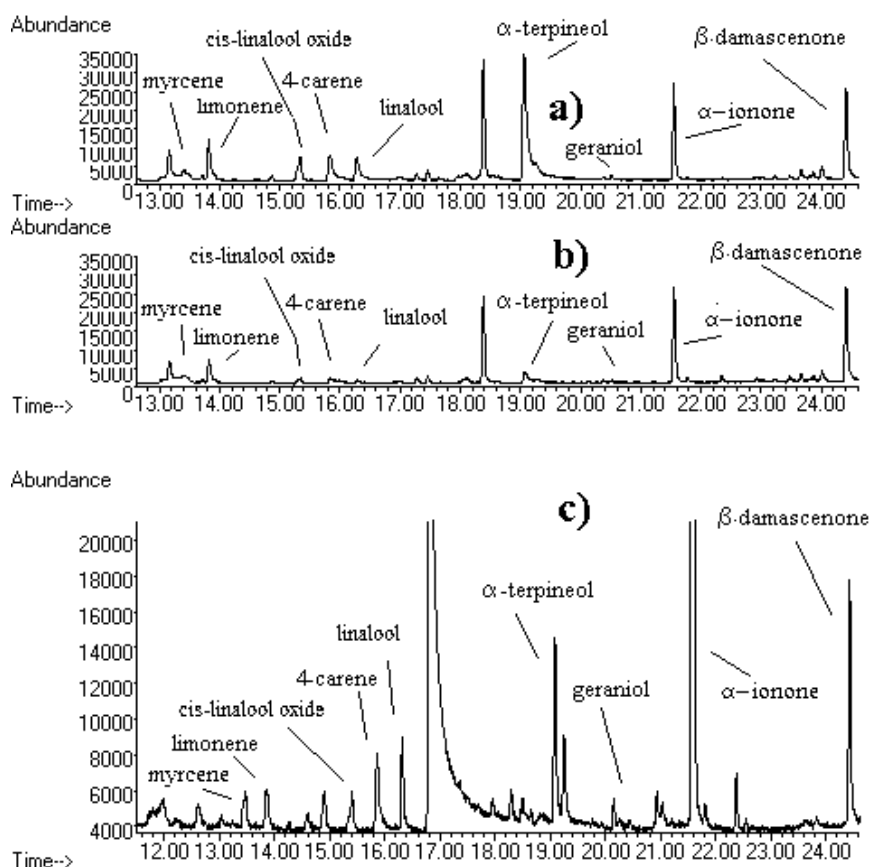 Abundance
cis-linalool oxide
α-terpineol
β-damascenone
4-carene
myrcene
limonene
linalool
a)
α-ionone
geraniol
35000
30000
25000
20000
15000
10000
5000
0
Time-->
13.00 14.00 15.00 16.00 17.00 18.00 19.00 20.00 21.00 22.00 23.00 24.00
Abundance
cis-linalool oxide
b)
β-damascenone
4-carene
α-terpineol
myrcene
limonene
linalool
geraniol
α-ionone
35000
30000
25000
20000
15000
10000
5000
0
Time-->
13.00 14.00 15.00 16.00 17.00 18.00 19.00 20.00 21.00 22.00 23.00 24.00
Abundance
c)
β-damascenone
α-terpineol
linalool
4-carene
geraniol
α-ionone
cis-linalool oxide
limonene
myrcene
20000
18000
16000
14000
12000
10000
8000
6000
4000
Time-->
12.00 13.00 14.00 15.00 16.00 17.00 18.00 19.00 20.00 21.00 22.00 23.00 24.00